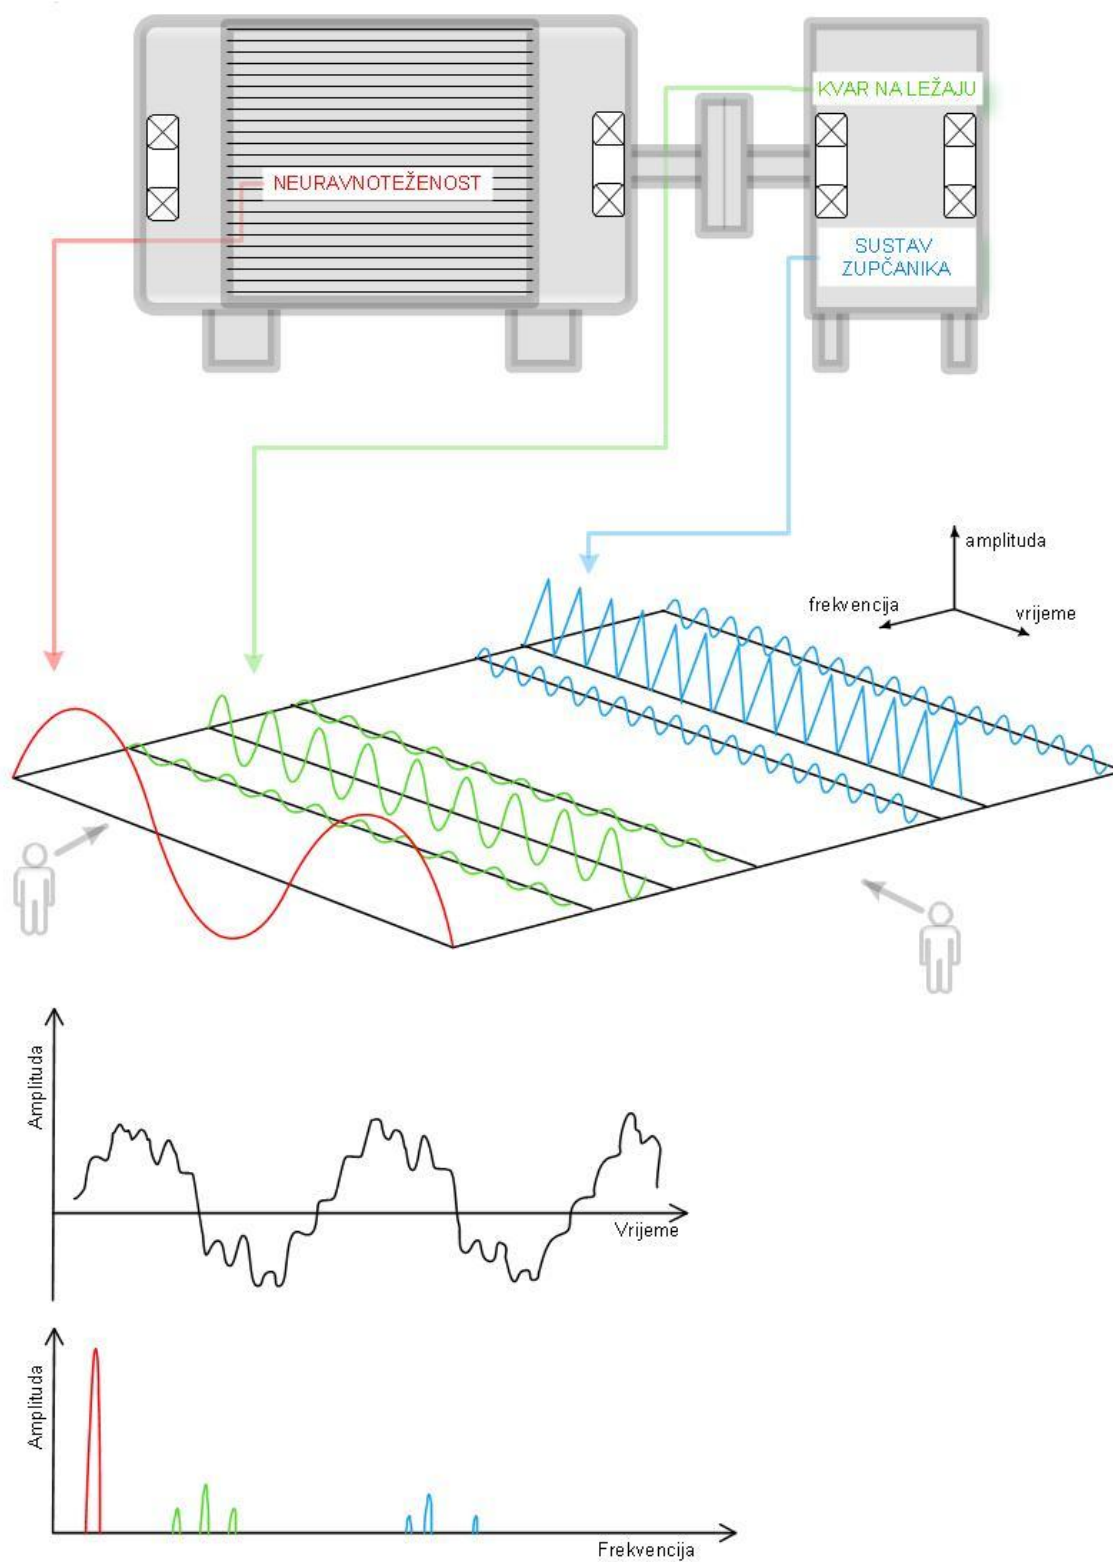 KVAR NA LEŽAJU
NEURAVNOTEŽENOST
SUSTAV
ZUPČANIKA
amplituda
frekvencija
vrijeme
Amplituda
Vrijeme
Amplituda
Frekvencija